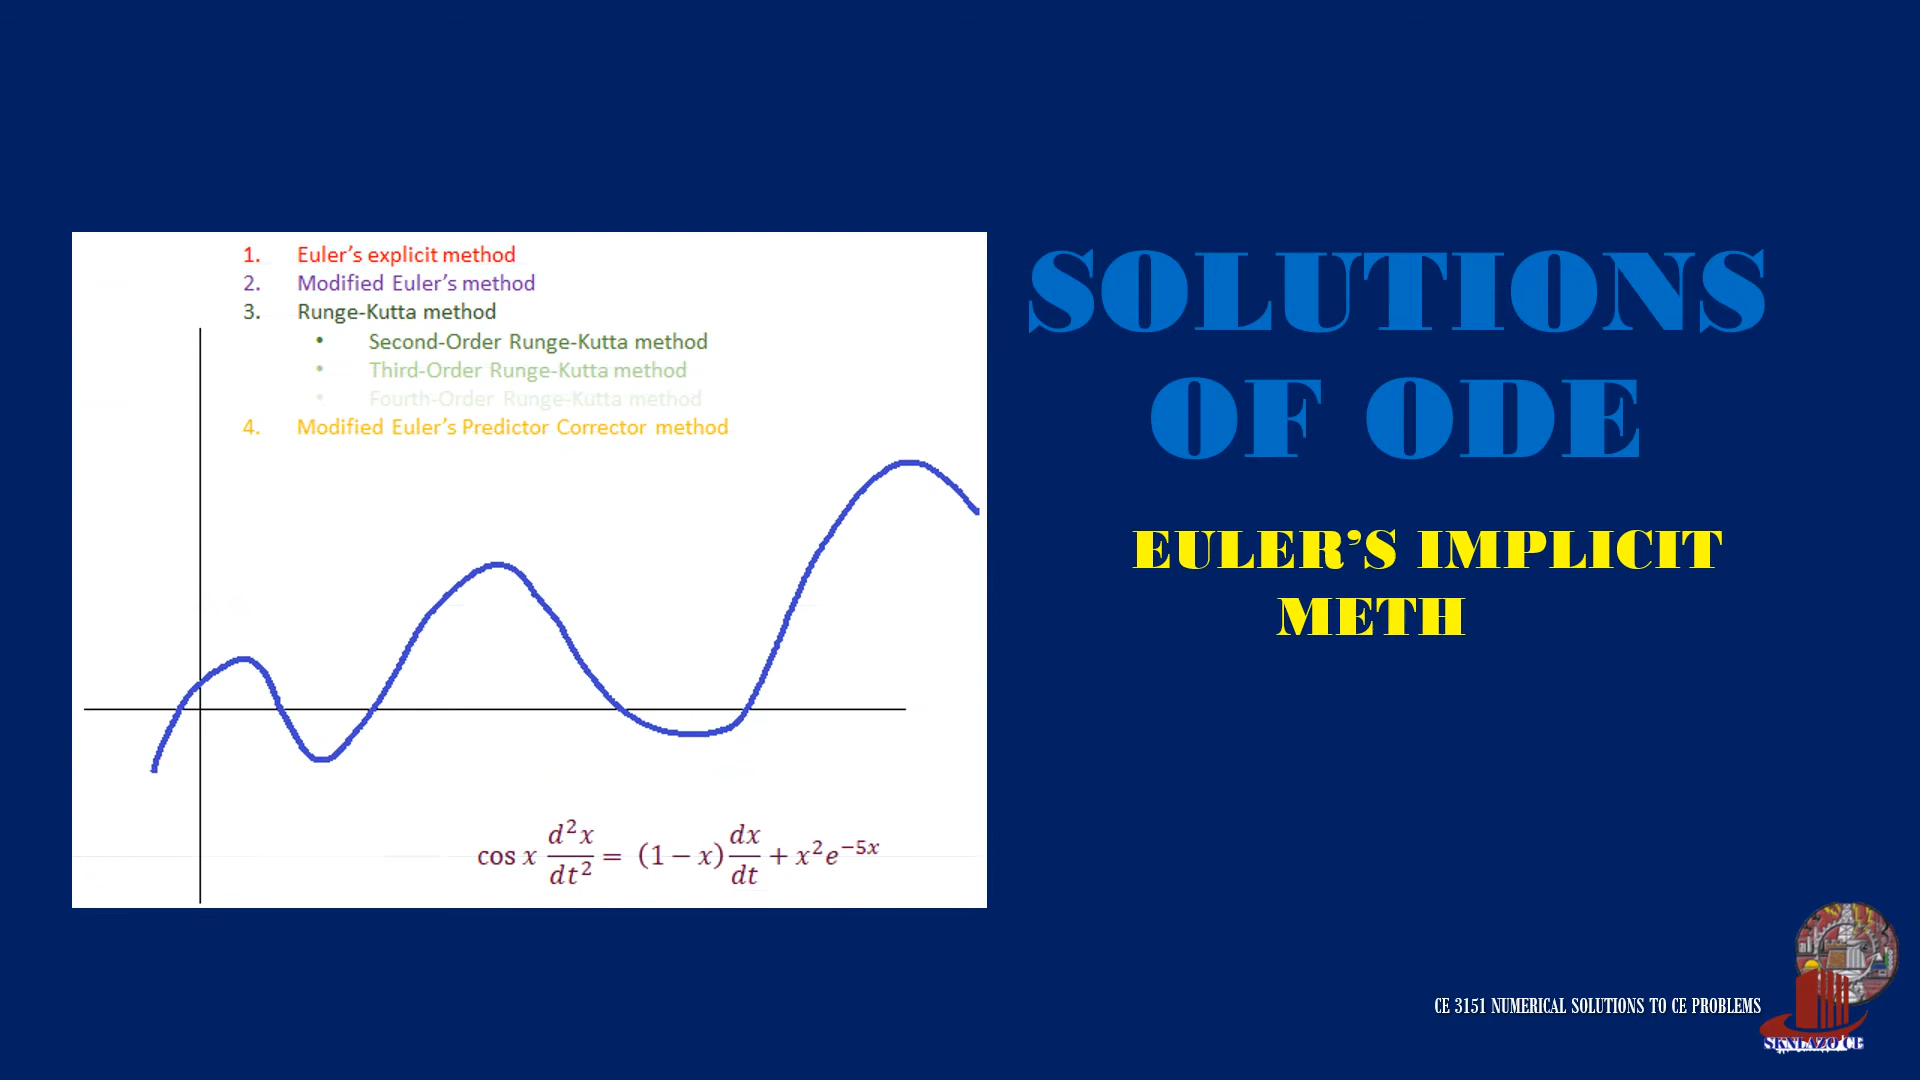 1. Euler’s explicit method
2. Modified Euler’s method
3. Runge-Kutta method
• Second-Order Runge-Kutta method
• Third-Order Runge-Kutta method
• Fourth-Order Runge-Kutta method
4. Modified Euler’s Predictor Corrector method
cos x d²x/dt² = (1 − x) dx/dt + x²e⁻⁵ˣ
SOLUTIONS
OF ODE
EULER’S IMPLICIT
METH
CE 3151 NUMERICAL SOLUTIONS TO CE PROBLEMS
SKNLAZO CE